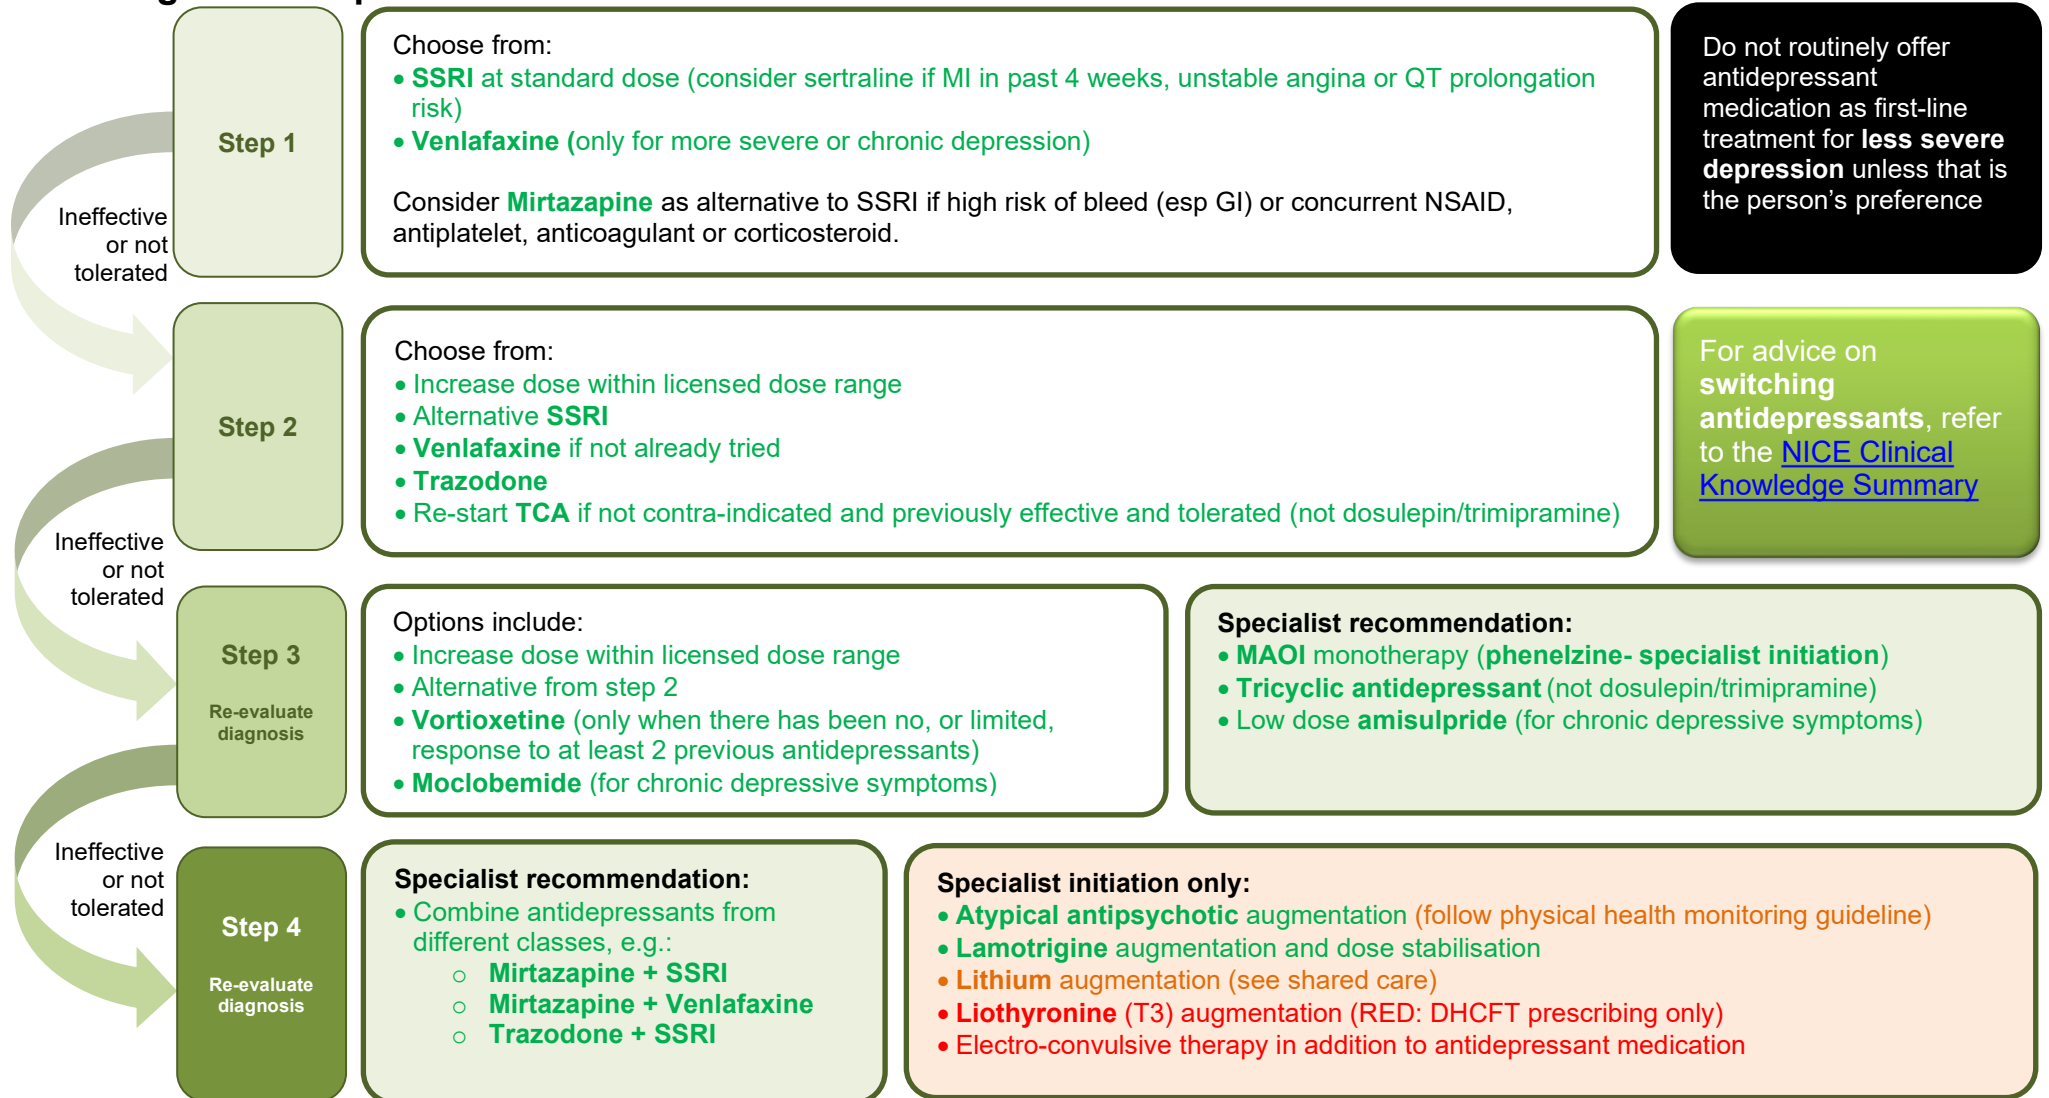 Step 1
Choose from:
• SSRI at standard dose (consider sertraline if MI in past 4 weeks, unstable angina or QT prolongation
risk)
• Venlafaxine (only for more severe or chronic depression)
Consider Mirtazapine as alternative to SSRI if high risk of bleed (esp GI) or concurrent NSAID,
antiplatelet, anticoagulant or corticosteroid.
Do not routinely offer
antidepressant
medication as first-line
treatment for less severe
depression unless that is
the person’s preference
Ineffective
or not
tolerated
Step 2
Choose from:
• Increase dose within licensed dose range
• Alternative SSRI
• Venlafaxine if not already tried
• Trazodone
• Re-start TCA if not contra-indicated and previously effective and tolerated (not dosulepin/trimipramine)
For advice on
switching
antidepressants, refer
to the NICE Clinical
Knowledge Summary
Ineffective
or not
tolerated
Step 3
Re-evaluate
diagnosis
Options include:
• Increase dose within licensed dose range
• Alternative from step 2
• Vortioxetine (only when there has been no, or limited,
response to at least 2 previous antidepressants)
• Moclobemide (for chronic depressive symptoms)
Specialist recommendation:
• MAOI monotherapy (phenelzine- specialist initiation)
• Tricyclic antidepressant (not dosulepin/trimipramine)
• Low dose amisulpride (for chronic depressive symptoms)
Ineffective
or not
tolerated
Step 4
Re-evaluate
diagnosis
Specialist recommendation:
• Combine antidepressants from
different classes, e.g.:
o Mirtazapine + SSRI
o Mirtazapine + Venlafaxine
o Trazodone + SSRI
Specialist initiation only:
• Atypical antipsychotic augmentation (follow physical health monitoring guideline)
• Lamotrigine augmentation and dose stabilisation
• Lithium augmentation (see shared care)
• Liothyronine (T3) augmentation (RED: DHCFT prescribing only)
• Electro-convulsive therapy in addition to antidepressant medication